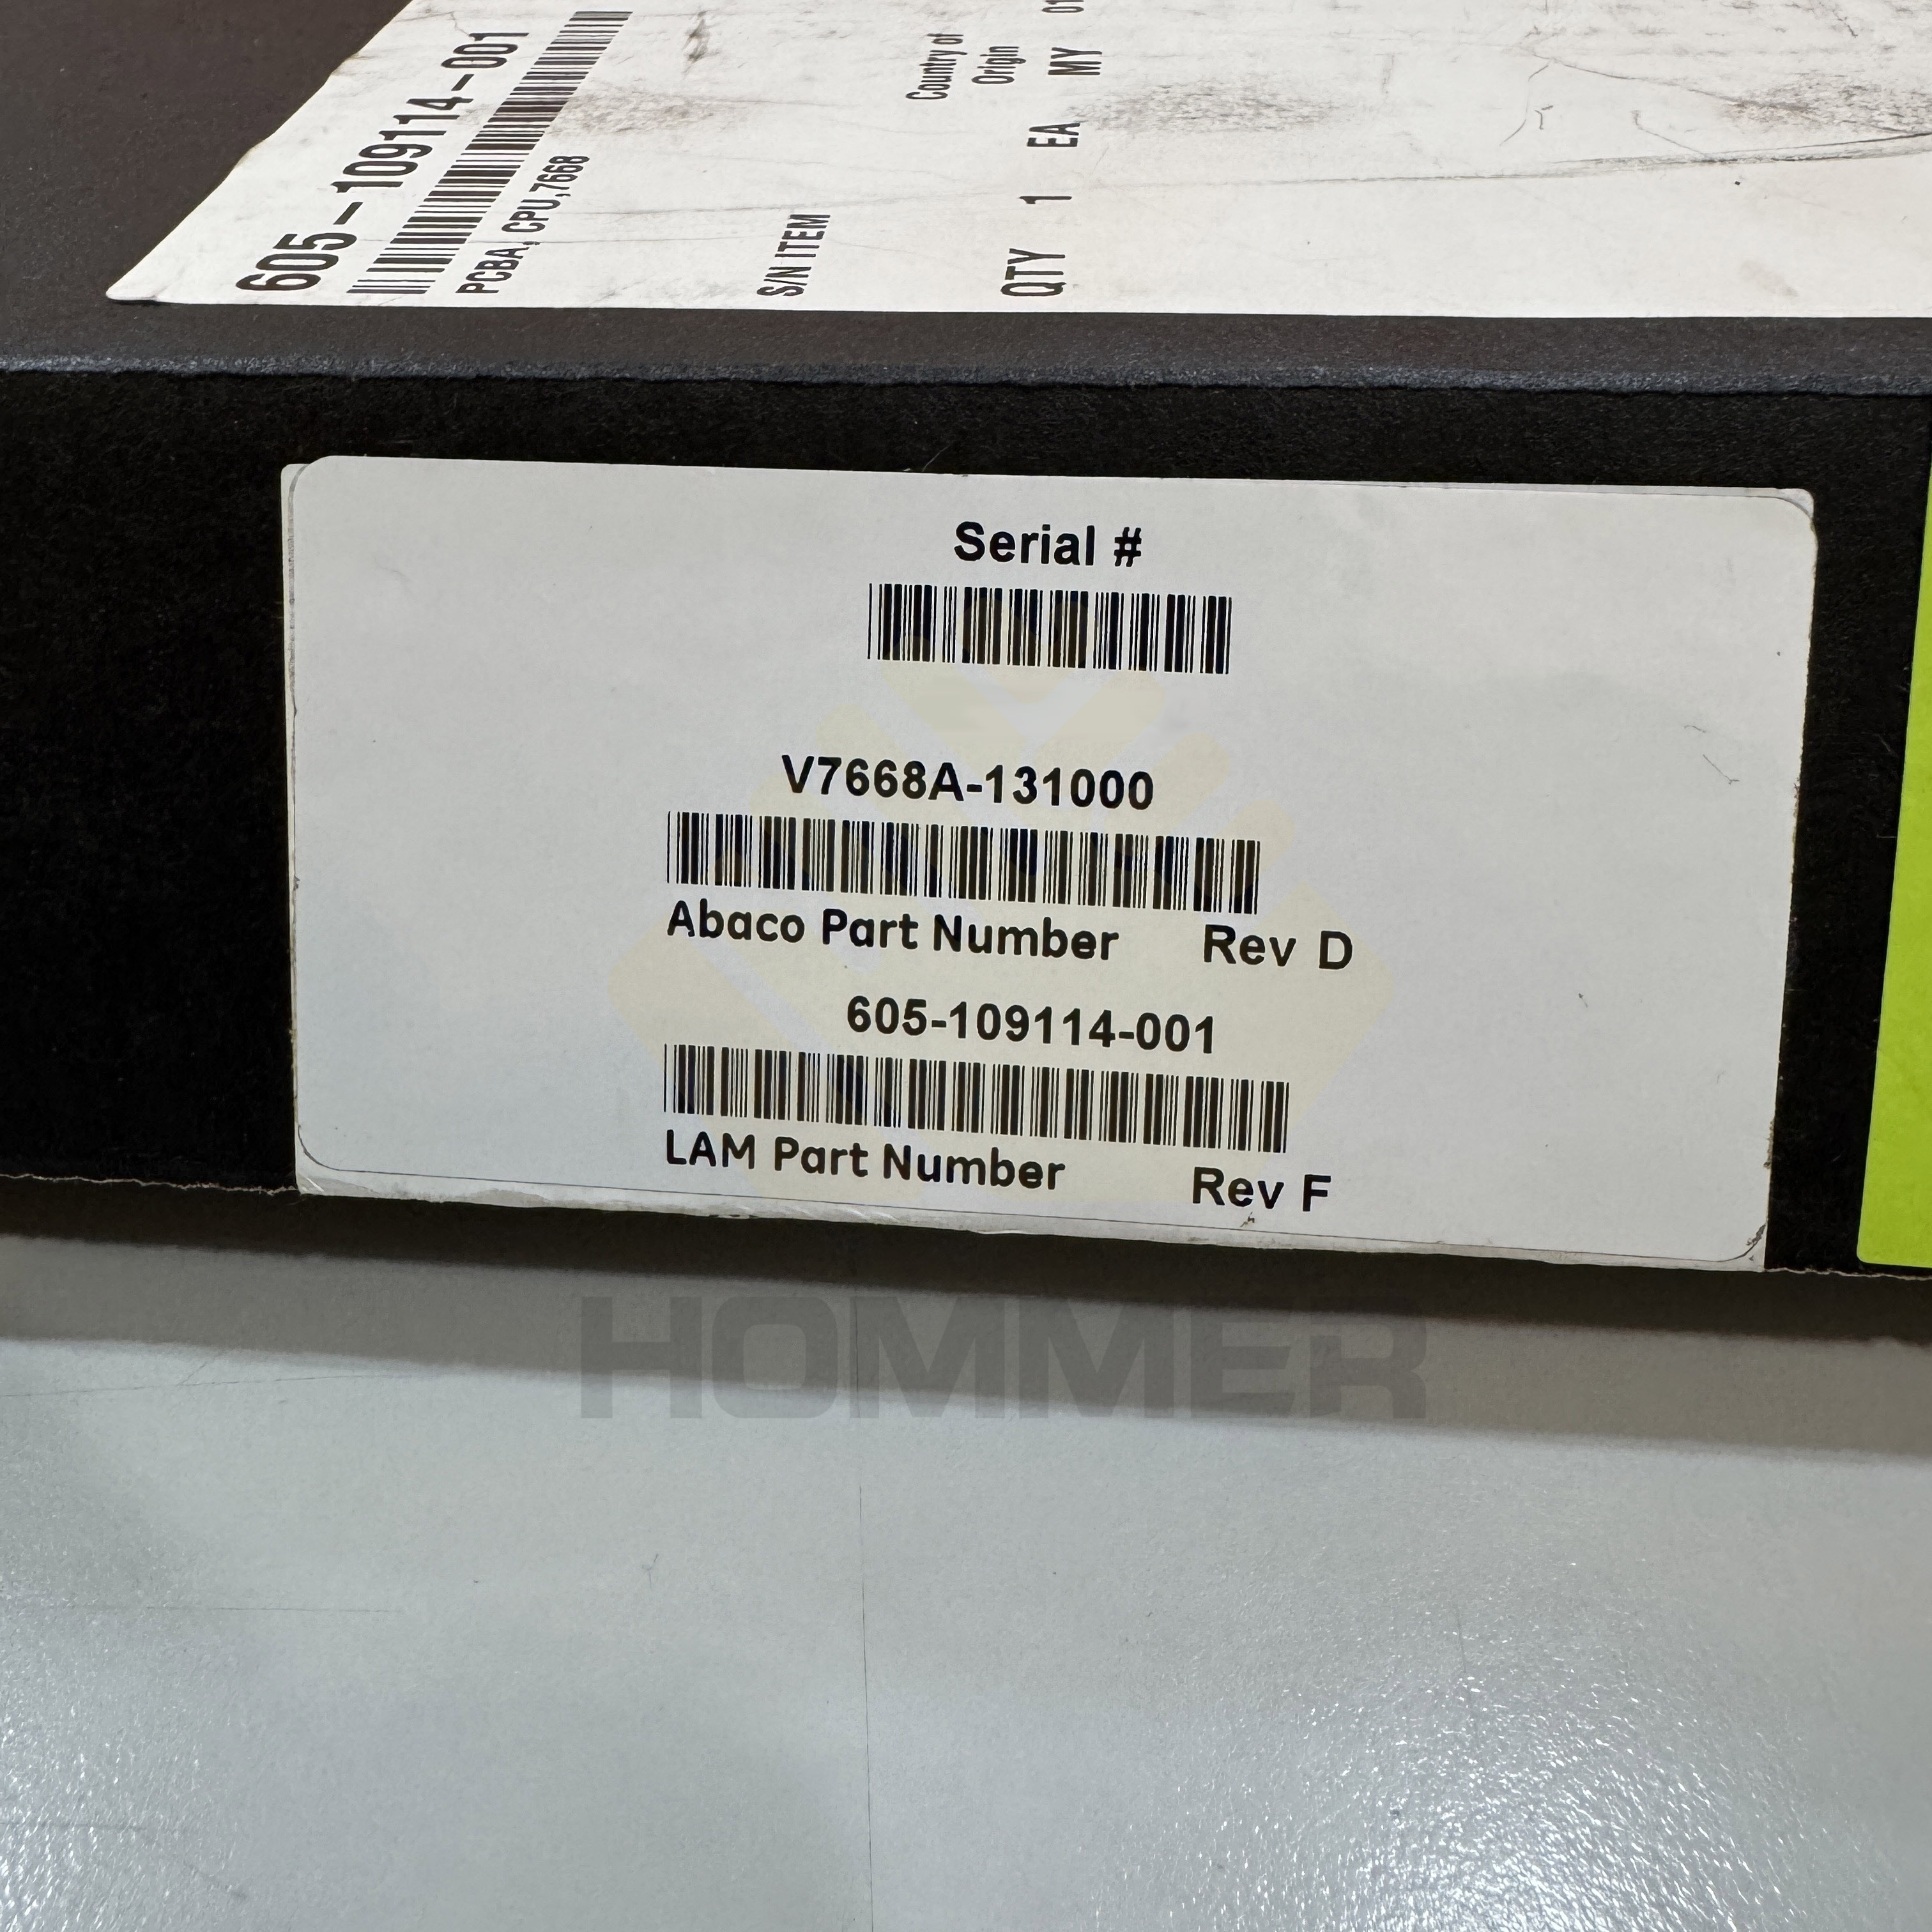 605-109114-001
PCBA, CPU,7668
S/N ITEM
Country of
Origin
QTY 1 EA MY 01
Serial #
V7668A-131000
Abaco Part Number Rev D
605-109114-001
LAM Part Number Rev F
HOMMER